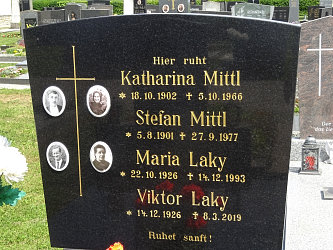 Hier ruht
Katharina Mittl
* 18.10.1902 ✝ 5.10.1966
Stefan Mittl
* 5.8.1901 ✝ 27.9.1977
Maria Laky
* 22.10.1926 ✝ 14.12.1993
Viktor Laky
* 14.12.1926 ✝ 8.3.2019
Ruhet sanft!